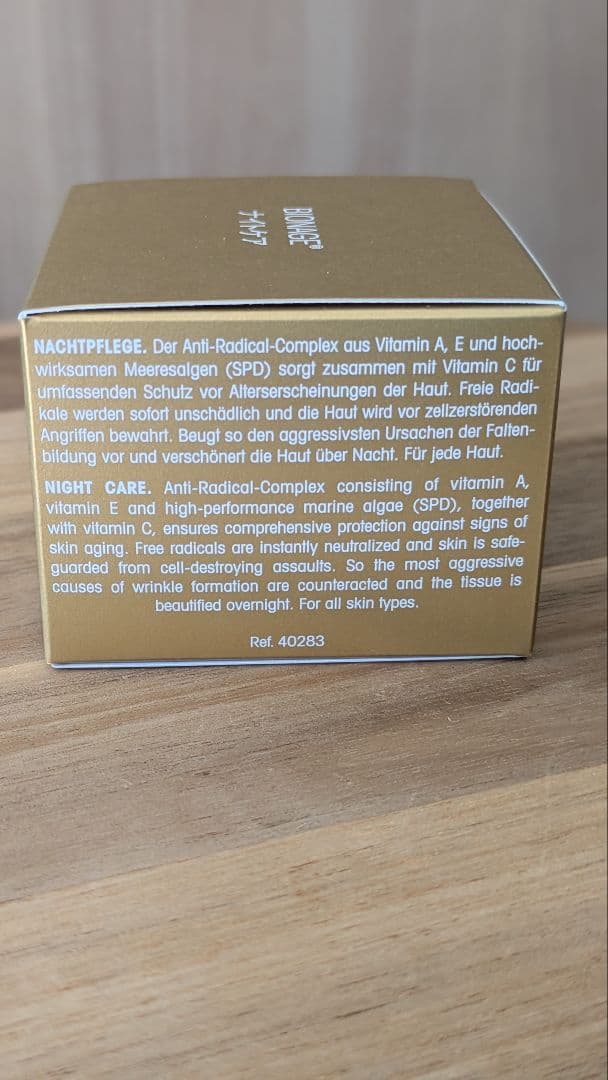 BIONAGE®
ナイトケア
NACHTPFLEGE. Der Anti-Radical-Complex aus Vitamin A, E und hoch-
wirksamen Meeresalgen (SPD) sorgt zusammen mit Vitamin C für
umfassenden Schutz vor Alterserscheinungen der Haut. Freie Radi-
kale werden sofort unschädlich und die Haut wird vor zellzerstörenden
Angriffen bewahrt. Beugt so den aggressivsten Ursachen der Falten-
bildung vor und verschönert die Haut über Nacht. Für jede Haut.
NIGHT CARE. Anti-Radical-Complex consisting of vitamin A,
vitamin E and high-performance marine algae (SPD), together
with vitamin C, ensures comprehensive protection against signs of
skin aging. Free radicals are instantly neutralized and skin is safe-
guarded from cell-destroying assaults. So the most aggressive
causes of wrinkle formation are counteracted and the tissue is
beautified overnight. For all skin types.
Ref. 40283